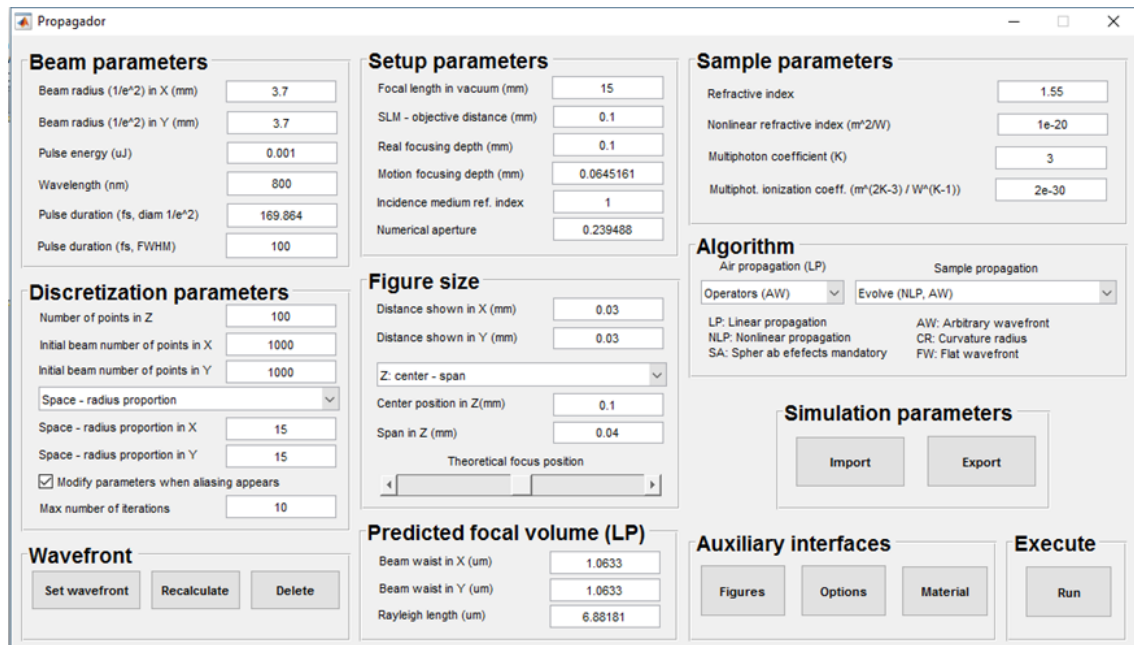 Propagador
Beam parameters
Beam radius (1/e^2) in X (mm) 3.7
Beam radius (1/e^2) in Y (mm) 3.7
Pulse energy (uJ) 0.001
Wavelength (nm) 800
Pulse duration (fs, diam 1/e^2) 169.864
Pulse duration (fs, FWHM) 100
Discretization parameters
Number of points in Z 100
Initial beam number of points in X 1000
Initial beam number of points in Y 1000
Space - radius proportion
Space - radius proportion in X 15
Space - radius proportion in Y 15
Modify parameters when aliasing appears
Max number of iterations 10
Wavefront
Set wavefront Recalculate Delete
Setup parameters
Focal length in vacuum (mm) 15
SLM - objective distance (mm) 0.1
Real focusing depth (mm) 0.1
Motion focusing depth (mm) 0.0645161
Incidence medium ref. index 1
Numerical aperture 0.239488
Figure size
Distance shown in X (mm) 0.03
Distance shown in Y (mm) 0.03
Z: center - span
Center position in Z(mm) 0.1
Span in Z (mm) 0.04
Theoretical focus position
Predicted focal volume (LP)
Beam waist in X (um) 1.0633
Beam waist in Y (um) 1.0633
Rayleigh length (um) 6.88181
Sample parameters
Refractive index 1.55
Nonlinear refractive index (m^2/W) 1e-20
Multiphoton coefficient (K) 3
Multiphot. ionization coeff. (m^(2K-3) / W^(K-1)) 2e-30
Algorithm
Air propagation (LP) Sample propagation
Operators (AW) Evolve (NLP, AW)
LP: Linear propagation AW: Arbitrary wavefront
NLP: Nonlinear propagation CR: Curvature radius
SA: Spher ab efefects mandatory FW: Flat wavefront
Simulation parameters
Import Export
Auxiliary interfaces
Figures Options Material
Execute
Run